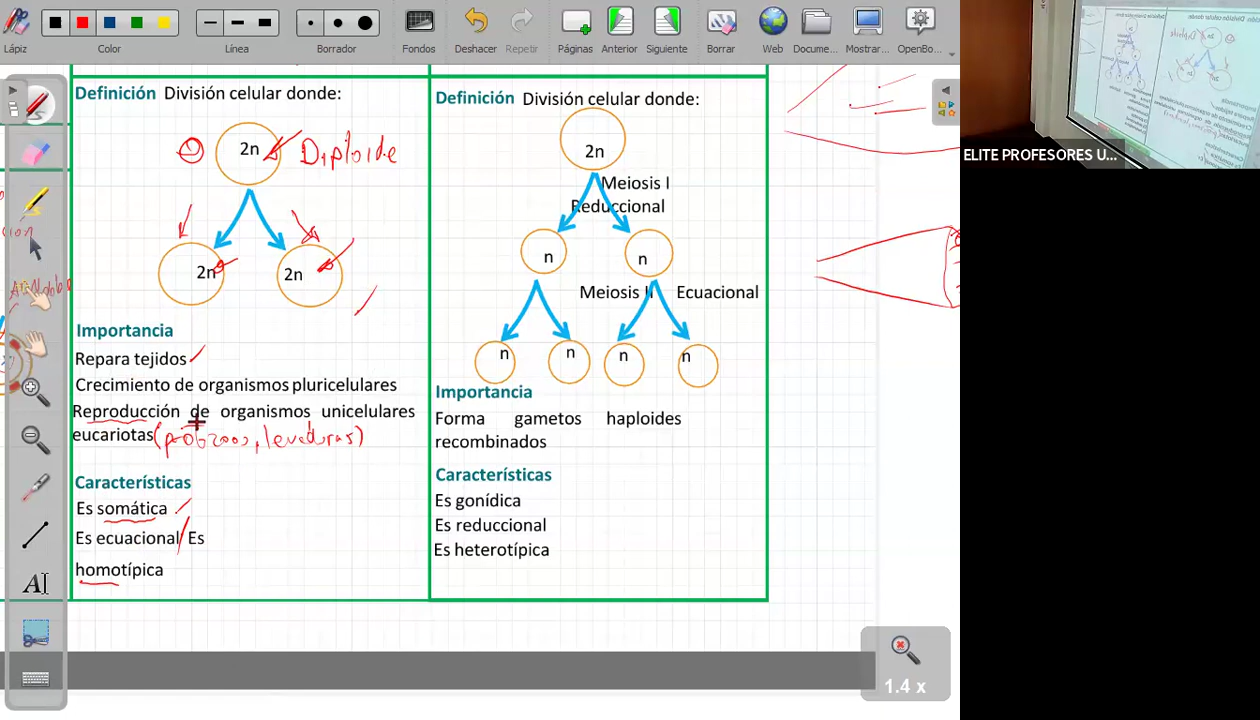 Lápiz
Color
Línea
Borrador
Fondos
Deshacer
Repetir
Páginas
Anterior
Siguiente
Borrar
Web
Docume...
Mostrar...
OpenBo...
Definición División celular donde:
2n
Diploide
2n
2n
Importancia
Repara tejidos
Crecimiento de organismos pluricelulares
Reproducción de organismos unicelulares
eucariotas (protozoos, levaduras)
Características
Es somática
Es ecuacional Es
homotípica
Definición División celular donde:
2n
Meiosis I
Reduccional
n
n
Meiosis II Ecuacional
n
n
n
n
Importancia
Forma gametos haploides
recombinados
Características
Es gonídica
Es reduccional
Es heterotípica
ELITE PROFESORES U...
1.4 x